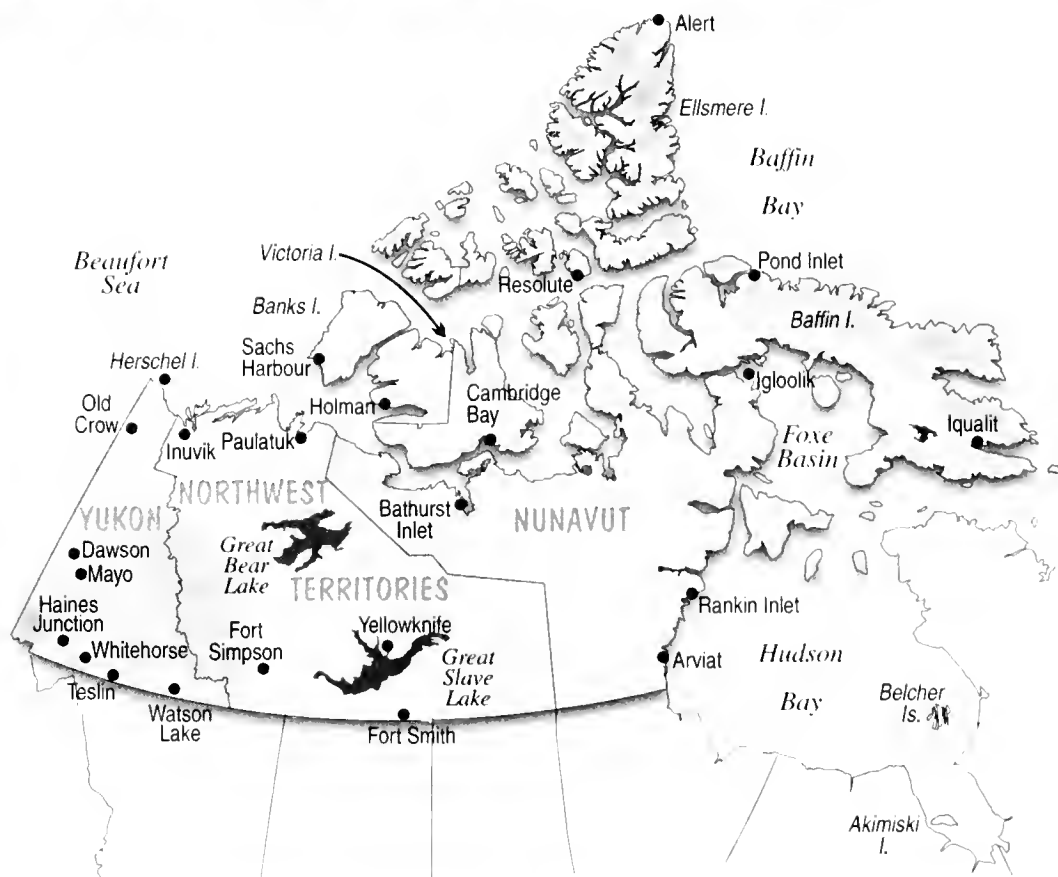 Alert
Ellsmere I.
Baffin
Bay
Beaufort
Sea
Victoria I.
Resolute
Pond Inlet
Banks I.
Baffin I.
Herschel I.
Sachs
Harbour
Igloolik
Old
Crow
Holman
Cambridge
Bay
Inuvik
Paulatuk
Foxe
Basin
Iqualit
NORTHWEST
YUKON
Bathurst
Inlet
NUNAVUT
Great
Bear
Lake
Dawson
Mayo
TERRITORIES
Rankin Inlet
Haines
Junction
Fort
Simpson
Yellowknife
Whitehorse
Great
Slave
Lake
Arviat
Hudson
Bay
Teslin
Watson
Lake
Fort Smith
Belcher
Is.
Akimiski
I.